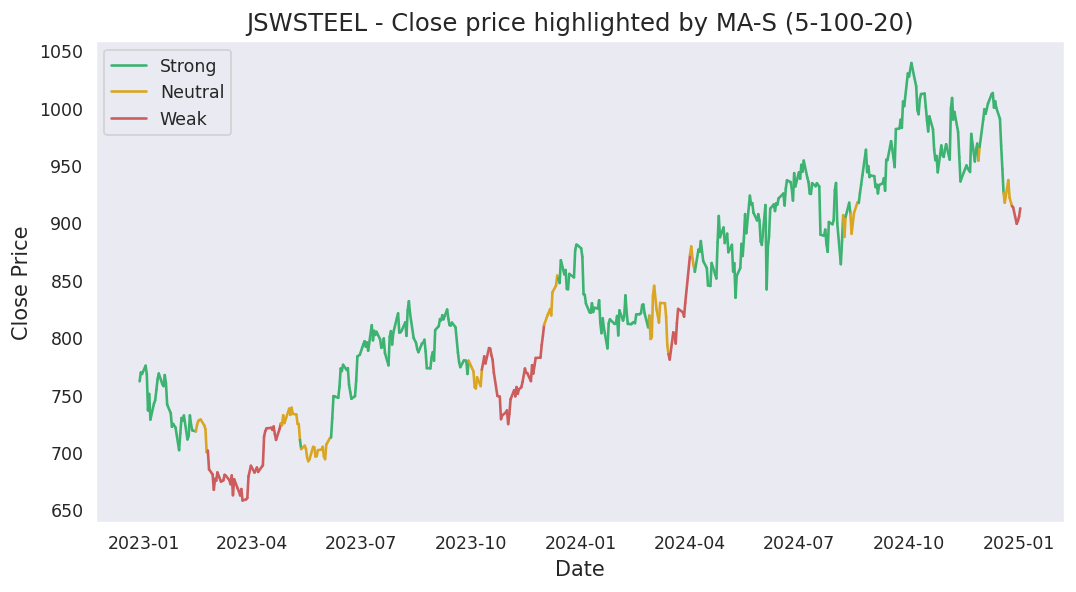 JSWSTEEL - Close price highlighted by MA-S (5-100-20)
Strong
Neutral
Weak
Close Price
1050
1000
950
900
850
800
750
700
650
2023-01 2023-04 2023-07 2023-10 2024-01 2024-04 2024-07 2024-10 2025-01
Date